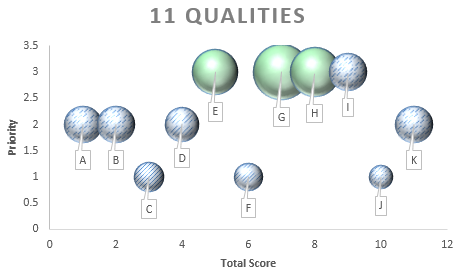 11 QUALITIES
3.5
3
2.5
2
1.5
1
0.5
0
Priority
A
B
C
D
E
F
G
H
I
J
K
0 2 4 6 8 10 12
Total Score